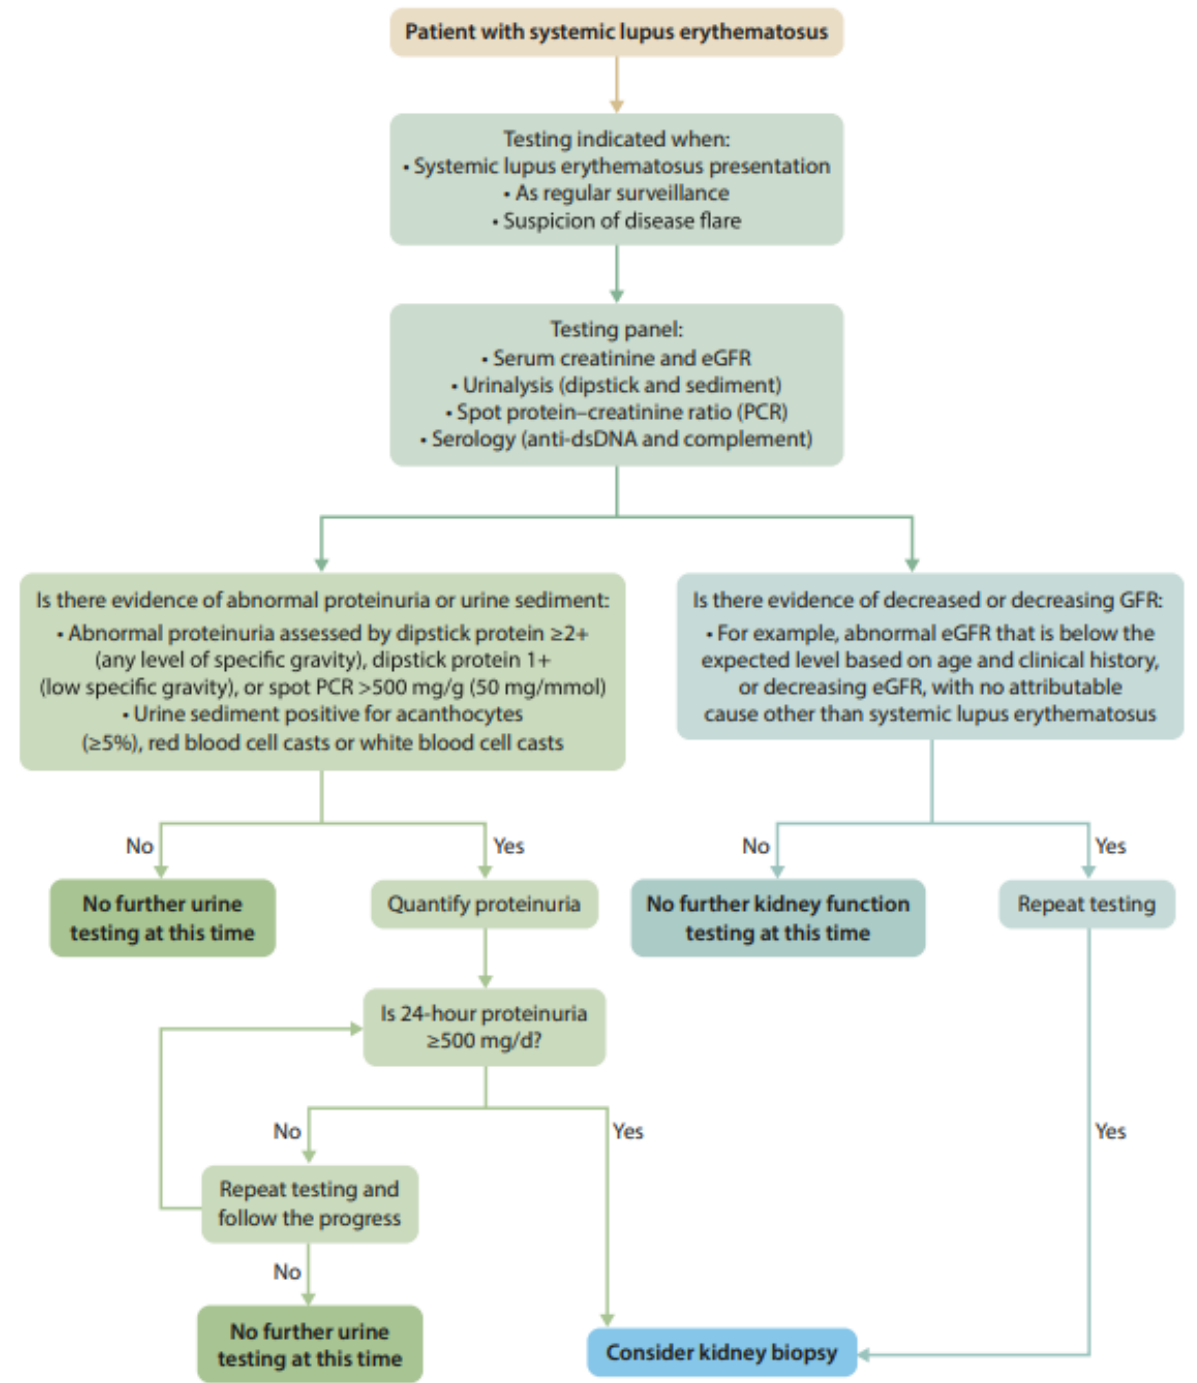 Patient with systemic lupus erythematosus
Testing indicated when:
• Systemic lupus erythematosus presentation
• As regular surveillance
• Suspicion of disease flare
Testing panel:
• Serum creatinine and eGFR
• Urinalysis (dipstick and sediment)
• Spot protein–creatinine ratio (PCR)
• Serology (anti-dsDNA and complement)
Is there evidence of abnormal proteinuria or urine sediment:
• Abnormal proteinuria assessed by dipstick protein ≥2+
(any level of specific gravity), dipstick protein 1+
(low specific gravity), or spot PCR >500 mg/g (50 mg/mmol)
• Urine sediment positive for acanthocytes
(≥5%), red blood cell casts or white blood cell casts
Is there evidence of decreased or decreasing GFR:
• For example, abnormal eGFR that is below the
expected level based on age and clinical history,
or decreasing eGFR, with no attributable
cause other than systemic lupus erythematosus
No
Yes
No
Yes
No further urine
testing at this time
Quantify proteinuria
No further kidney function
testing at this time
Repeat testing
Is 24-hour proteinuria
≥500 mg/d?
No
Yes
Yes
Repeat testing and
follow the progress
No
No further urine
testing at this time
Consider kidney biopsy